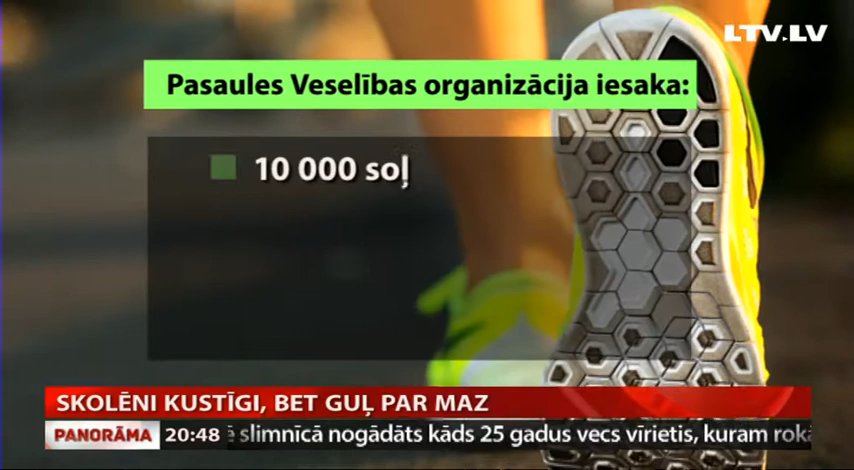 LTV.LV
Pasaules Veselības organizācija iesaka:
10 000 soļ
SKOLĒNI KUSTĪGI, BET GUĻ PAR MAZ
PANORĀMA 20:48 ē slimnīcā nogādāts kāds 25 gadus vecs vīrietis, kuram rokā